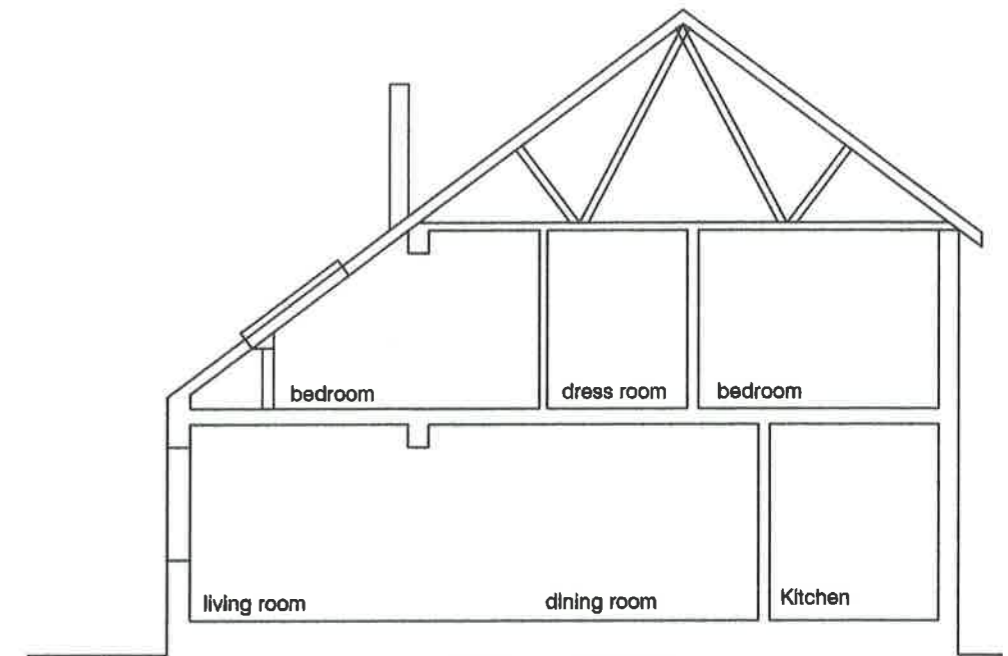 bedroom
dress room
bedroom
living room
dining room
Kitchen